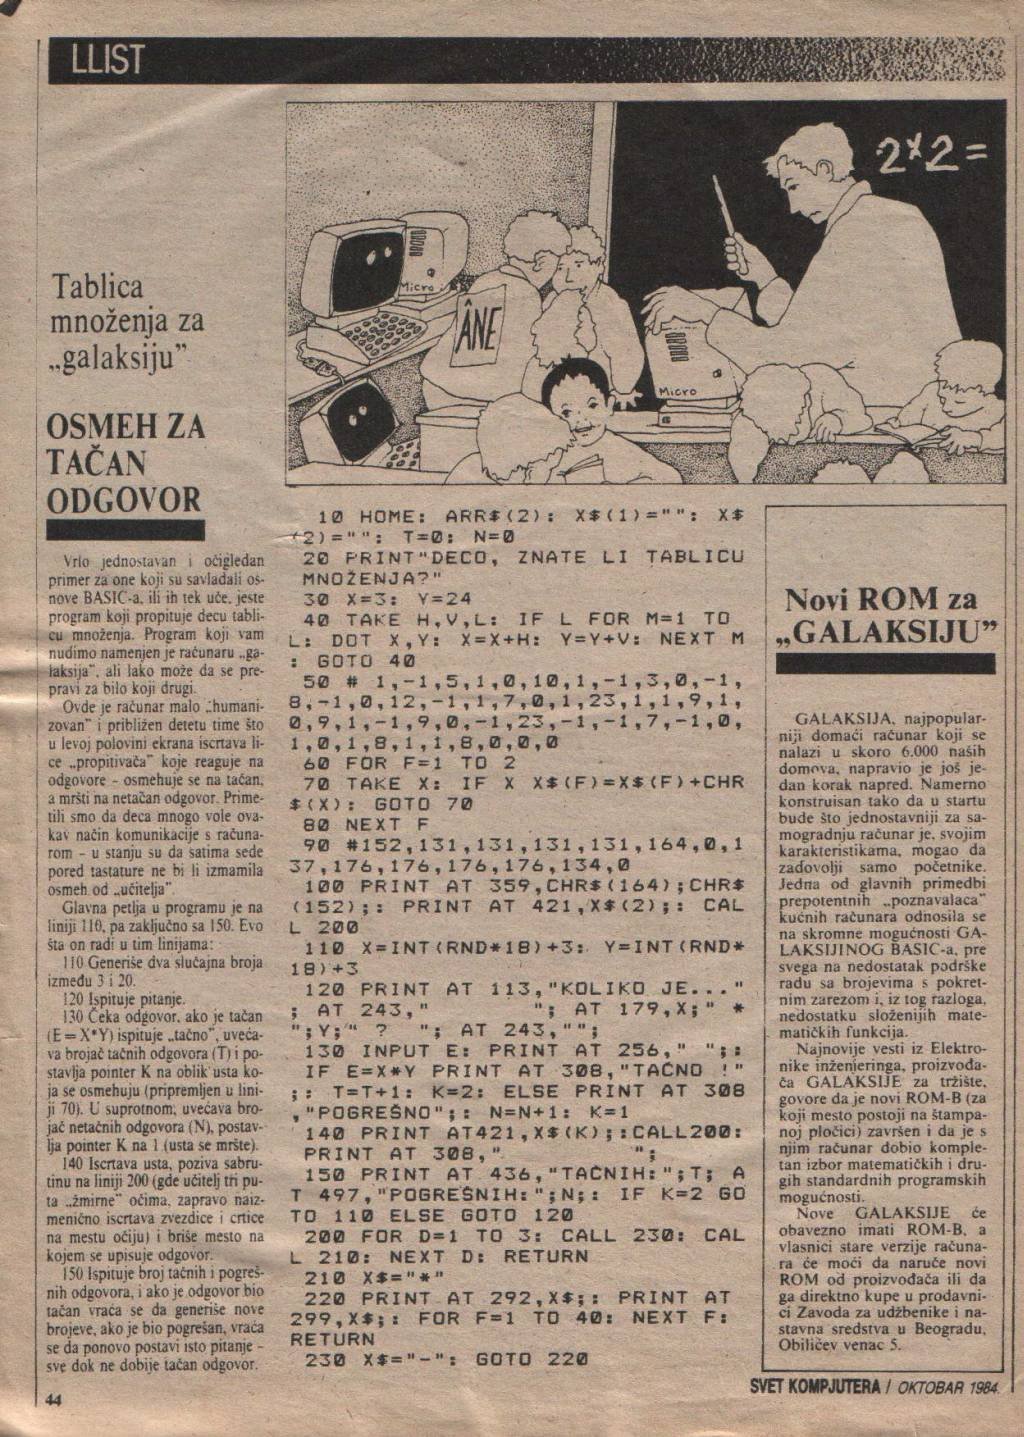 LLIST
2×2=
Micro
ÂNE
Micro
Tablica
množenja za
„galaksiju”
OSMEH ZA
TAČAN
ODGOVOR
Vrlo jednostavan i očigledan
primer za one koji su savladali os-
nove BASIC-a, ili ih tek uče, jeste
program koji propituje decu tabli-
cu množenja. Program koji vam
nudimo namenjen je računaru „ga-
laksija”, ali lako može da se pre-
pravi za bilo koji drugi.
Ovde je računar malo „humani-
zovan” i približen detetu time što
u levoj polovini ekrana iscrtava li-
ce „propitivača” koje reaguje na
odgovore – osmehuje se na tačan,
a mršti na netačan odgovor. Prime-
tili smo da deca mnogo vole ova-
kav način komunikacije s računa-
rom – u stanju su da satima sede
pored tastature ne bi li izmamila
osmeh od „učitelja”.
Glavna petlja u programu je na
liniji 110, pa zaključno sa 150. Evo
šta on radi u tim linijama:
110 Generiše dva slučajna broja
između 3 i 20.
120 Ispituje pitanje.
130 Čeka odgovor, ako je tačan
(E = X*Y) ispituje „tačno”, uveća-
va brojač tačnih odgovora (T) i po-
stavlja pointer K na oblik usta ko-
ja se osmehuju (pripremljen u lini-
ji 70). U suprotnom, uvećava bro-
jač netačnih odgovora (N), postav-
lja pointer K na 1 (usta se mršte).
140 Iscrtava usta, poziva sabru-
tinu na liniji 200 (gde učitelj tri pu-
ta „žmirne” očima, zapravo naiz-
menično iscrtava zvezdice i crtice
na mestu očiju) i briše mesto na
kojem se upisuje odgovor.
150 Ispituje broj tačnih i pogreš-
nih odgovora, i ako je odgovor bio
tačan vraća se da generiše nove
brojeve, ako je bio pogrešan, vraća
se da ponovo postavi isto pitanje –
sve dok ne dobije tačan odgovor.
10 HOME: ARR$(2): X$(1)="": X$
(2)="": T=0: N=0
20 PRINT"DECO, ZNATE LI TABLICU
MNOŽENJA?"
30 X=3: Y=24
40 TAKE H,V,L: IF L FOR M=1 TO
L: DOT X,Y: X=X+H: Y=Y+V: NEXT M
: GOTO 40
50 # 1,-1,5,1,0,10,1,-1,3,0,-1,
8,-1,0,12,-1,1,7,0,1,23,1,1,9,1,
0,9,1,-1,9,0,-1,23,-1,-1,7,-1,0,
1,0,1,8,1,1,8,0,0,0
60 FOR F=1 TO 2
70 TAKE X: IF X X$(F)=X$(F)+CHR
$(X): GOTO 70
80 NEXT F
90 #152,131,131,131,131,164,0,1
37,176,176,176,176,134,0
100 PRINT AT 359,CHR$(164);CHR$
(152);: PRINT AT 421,X$(2);: CAL
L 200
110 X=INT(RND*18)+3: Y=INT(RND*
18)+3
120 PRINT AT 113,"KOLIKO JE..."
; AT 243,"         "; AT 179,X;" *
";Y;" ?  "; AT 243,"";
130 INPUT E: PRINT AT 256," ";:
IF E=X*Y PRINT AT 308,"TAČNO !"
;: T=T+1: K=2: ELSE PRINT AT 308
,"POGREŠNO";: N=N+1: K=1
140 PRINT AT421,X$(K);:CALL200:
PRINT AT 308,"         ";
150 PRINT AT 436,"TAČNIH:";T; A
T 497,"POGREŠNIH:";N;: IF K=2 GO
TO 110 ELSE GOTO 120
200 FOR D=1 TO 3: CALL 230: CAL
L 210: NEXT D: RETURN
210 X$="*"
220 PRINT AT 292,X$;: PRINT AT
299,X$;: FOR F=1 TO 40: NEXT F:
RETURN
230 X$="-": GOTO 220
Novi ROM za
„GALAKSIJU”
GALAKSIJA, najpopular-
niji domaći računar koji se
nalazi u skoro 6.000 naših
domova, napravio je još je-
dan korak napred. Namerno
konstruisan tako da u startu
bude što jednostavniji za sa-
mogradnju računar je, svojim
karakteristikama, mogao da
zadovolji samo početnike.
Jedna od glavnih primedbi
prepotentnih „poznavalaca”
kućnih računara odnosila se
na skromne mogućnosti GA-
LAKSIJINOG BASIC-a, pre
svega na nedostatak podrške
radu sa brojevima s pokret-
nim zarezom i, iz tog razloga,
nedostatku složenijih mate-
matičkih funkcija.
Najnovije vesti iz Elektro-
nike inženjeringa, proizvođa-
ča GALAKSIJE za tržište,
govore da je novi ROM-B (za
koji mesto postoji na štampa-
noj pločici) završen i da je s
njim računar dobio komple-
tan izbor matematičkih i dru-
gih standardnih programskih
mogućnosti.
Nove GALAKSIJE će
obavezno imati ROM-B, a
vlasnici stare verzije računa-
ra će moći da naruče novi
ROM od proizvođača ili da
ga direktno kupe u prodavni-
ci Zavoda za udžbenike i na-
stavna sredstva u Beogradu,
Obilićev venac 5.
44
SVET KOMPJUTERA / OKTOBAR 1984.